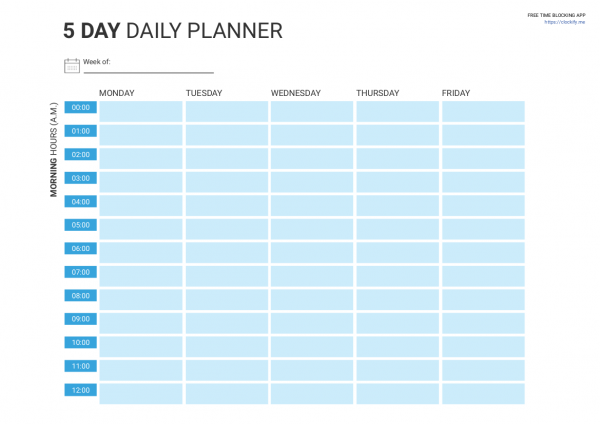 5 DAY DAILY PLANNER
FREE TIME BLOCKING APP
https://clockify.me
Week of:
MONDAY TUESDAY WEDNESDAY THURSDAY FRIDAY
MORNING HOURS (A.M.)
00:00
01:00
02:00
03:00
04:00
05:00
06:00
07:00
08:00
09:00
10:00
11:00
12:00